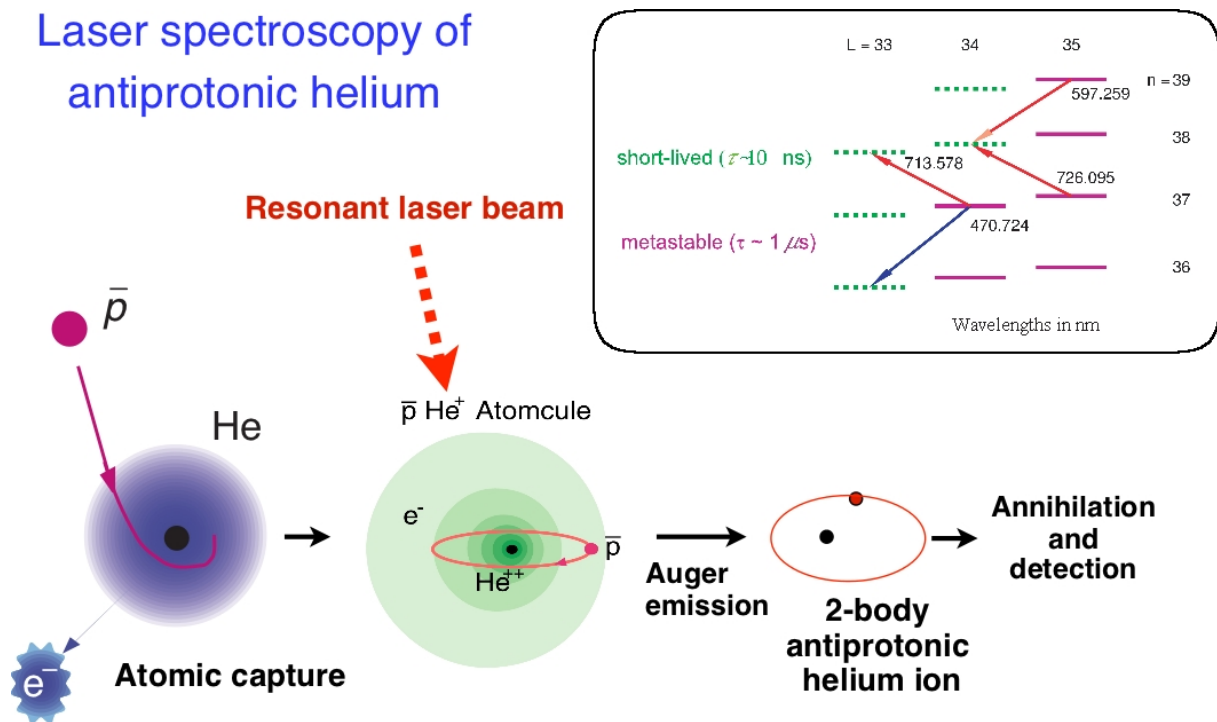 Laser spectroscopy of
antiprotonic helium
L = 33 34 35
n = 39
597.259
38
short-lived (τ~10 ns)
713.578
726.095
37
metastable (τ ~ 1 μs)
470.724
36
Wavelengths in nm
Resonant laser beam
p̄
He
p̄ He⁺ Atomcule
e⁻
p̄
He⁺⁺
Auger
emission
2-body
antiprotonic
helium ion
Annihilation
and
detection
Atomic capture
e⁻